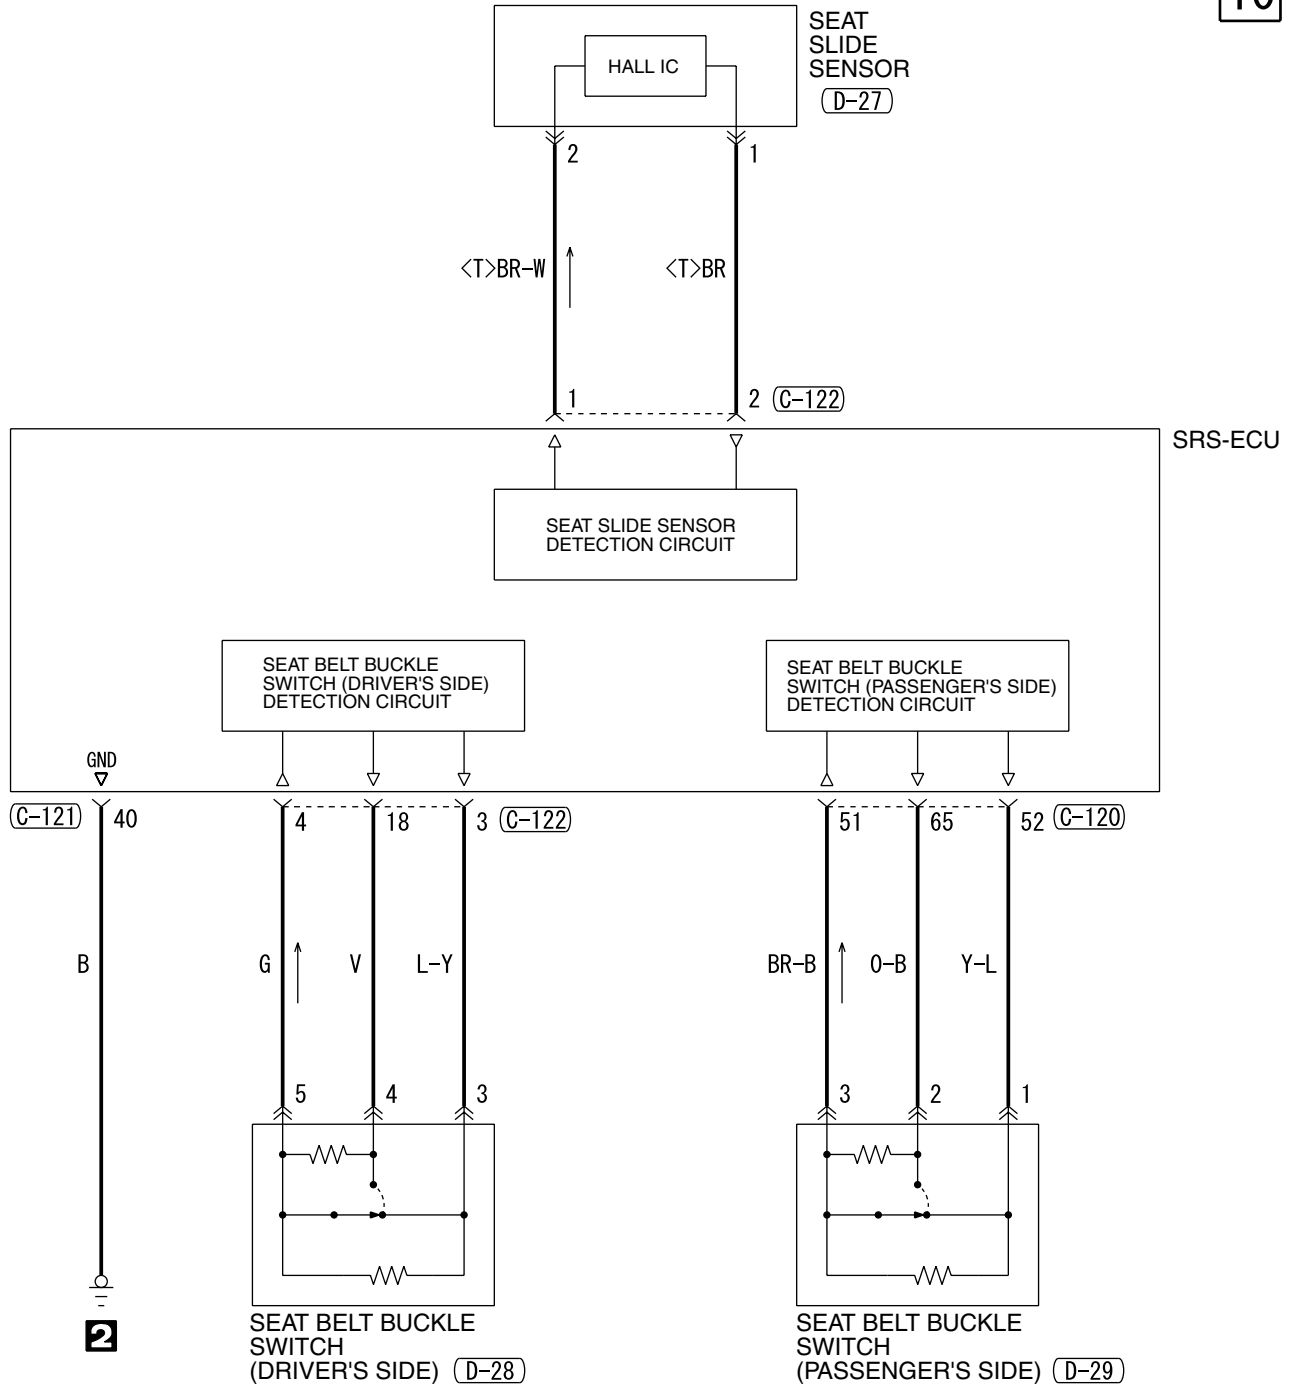 SEAT
SLIDE
SENSOR
D-27
HALL IC
2
1
<T>BR-W
<T>BR
1
2
C-122
SRS-ECU
SEAT SLIDE SENSOR
DETECTION CIRCUIT
SEAT BELT BUCKLE
SWITCH (DRIVER'S SIDE)
DETECTION CIRCUIT
SEAT BELT BUCKLE
SWITCH (PASSENGER'S SIDE)
DETECTION CIRCUIT
GND
C-121
40
4
18
3
C-122
51
65
52
C-120
B
G
V
L-Y
BR-B
O-B
Y-L
5
4
3
3
2
1
2
SEAT BELT BUCKLE
SWITCH
(DRIVER'S SIDE)
D-28
SEAT BELT BUCKLE
SWITCH
(PASSENGER'S SIDE)
D-29